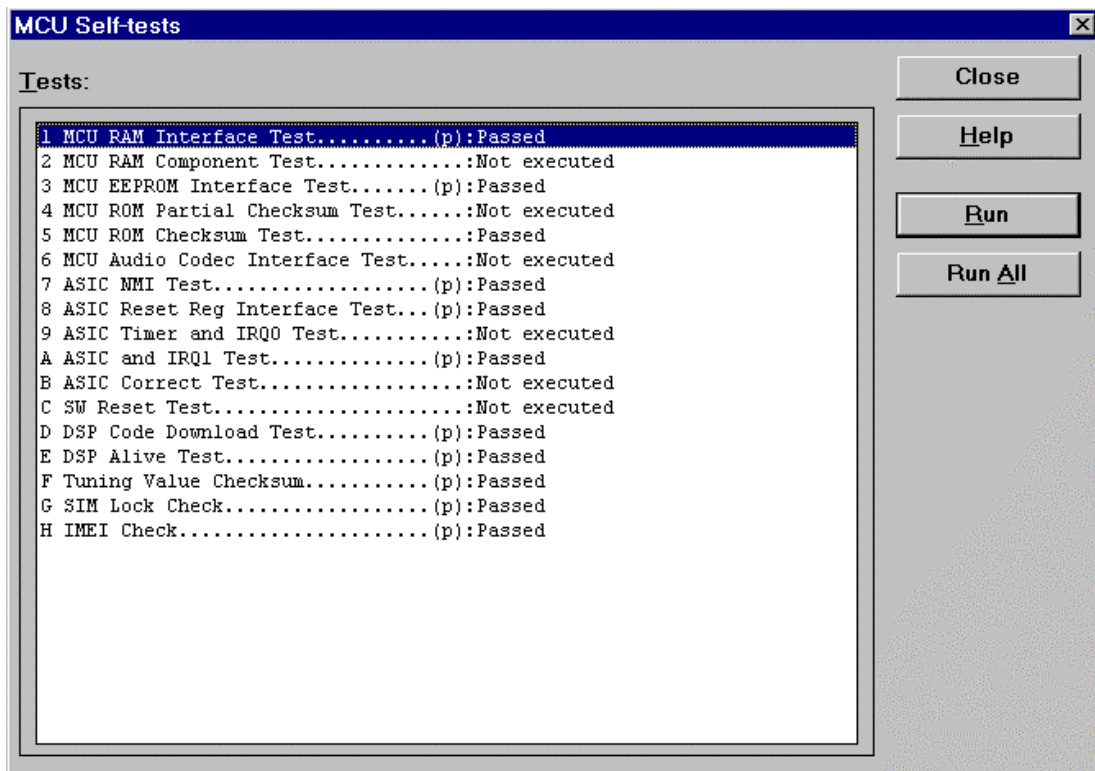 MCU Self-tests
Tests:
1 MCU RAM Interface Test..........(p):Passed
2 MCU RAM Component Test.............:Not executed
3 MCU EEPROM Interface Test.......(p):Passed
4 MCU ROM Partial Checksum Test......:Not executed
5 MCU ROM Checksum Test..............:Passed
6 MCU Audio Codec Interface Test.....:Not executed
7 ASIC NMI Test...................(p):Passed
8 ASIC Reset Reg Interface Test...(p):Passed
9 ASIC Timer and IRQ0 Test...........:Not executed
A ASIC and IRQ1 Test..............(p):Passed
B ASIC Correct Test..................:Not executed
C SW Reset Test......................:Not executed
D DSP Code Download Test..........(p):Passed
E DSP Alive Test..................(p):Passed
F Tuning Value Checksum...........(p):Passed
G SIM Lock Check..................(p):Passed
H IMEI Check......................(p):Passed
Close
Help
Run
Run All